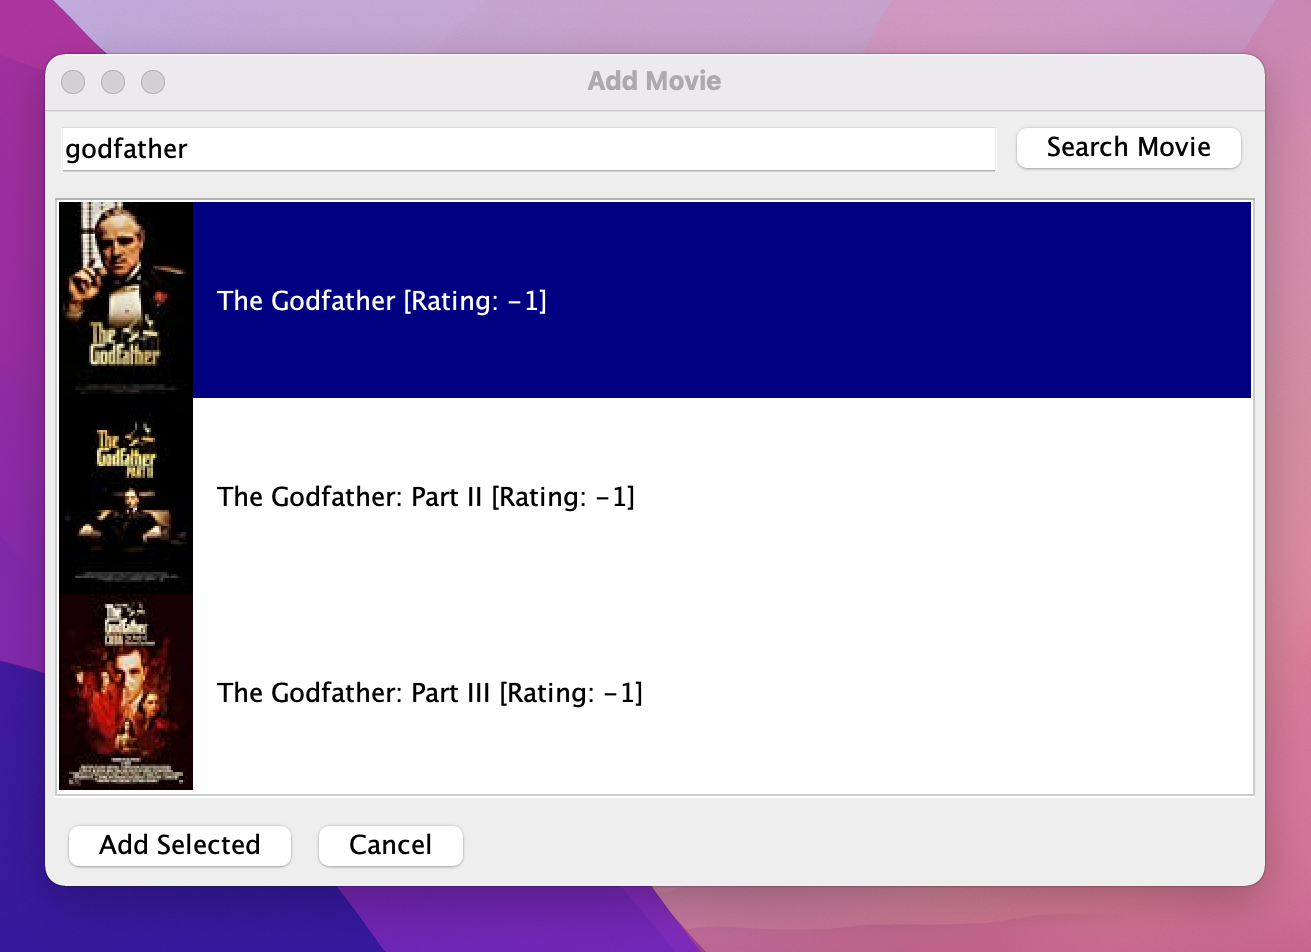 Add Movie
godfather
Search Movie
The
Godfather
The Godfather [Rating: −1]
The
Godfather
PART II
The Godfather: Part II [Rating: −1]
The
Godfather
CODA
The Godfather: Part III [Rating: −1]
Add Selected
Cancel